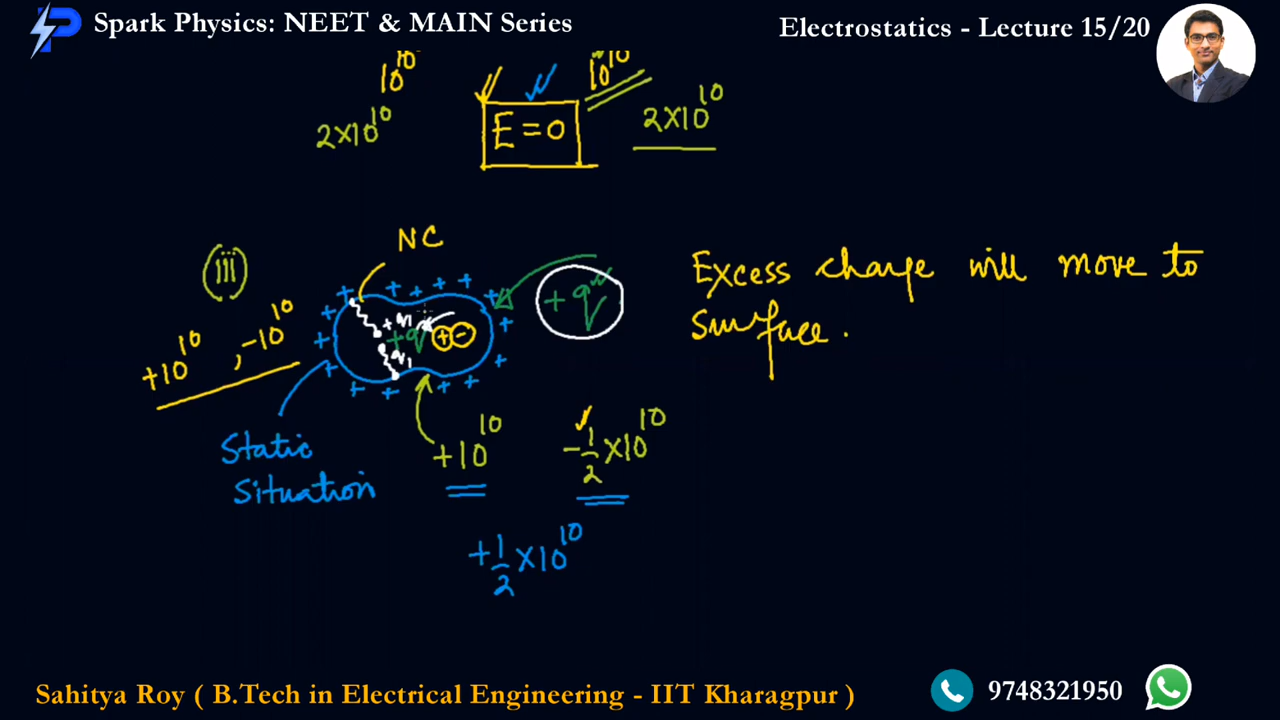 Spark Physics: NEET & MAIN Series
Electrostatics - Lecture 15/20
10^10
10^10
2×10^10
E = 0
2×10^10
(iii)
NC
+q
Excess charge will move to
Surface.
+10^10, -10^10
+q1
+q
+ -
q1
Static
Situation
+10^10
-1/2×10^10
+1/2×10^10
Sahitya Roy ( B.Tech in Electrical Engineering - IIT Kharagpur )
9748321950